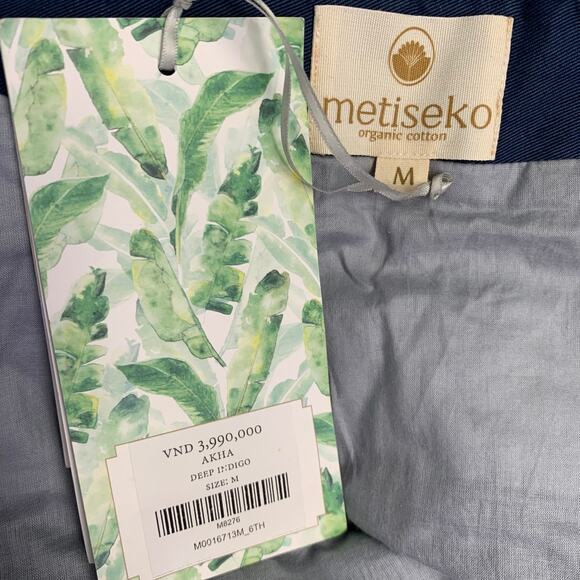 metiseko
organic cotton
M
VND 3,990,000
AKHA
DEEP INDIGO
SIZE: M
M8276
M0016713M_6TH